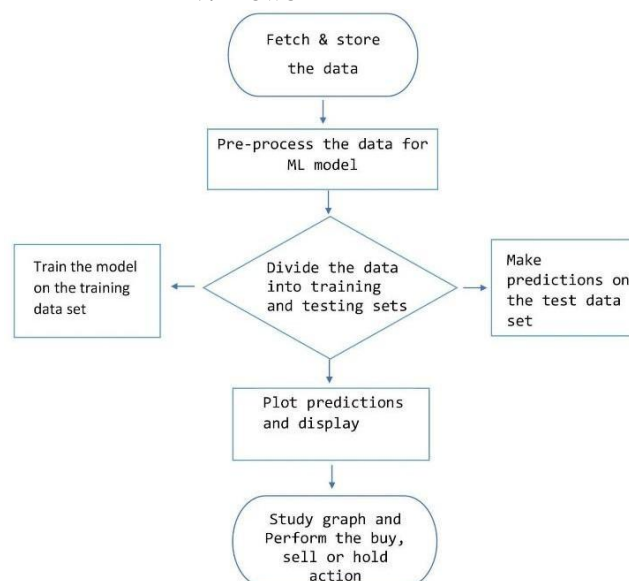 Fetch & store
the data
Pre-process the data for
ML model
Train the model
on the training
data set
Divide the data
into training
and testing sets
Make
predictions on
the test data
set
Plot predictions
and display
Study graph and
Perform the buy,
sell or hold
action